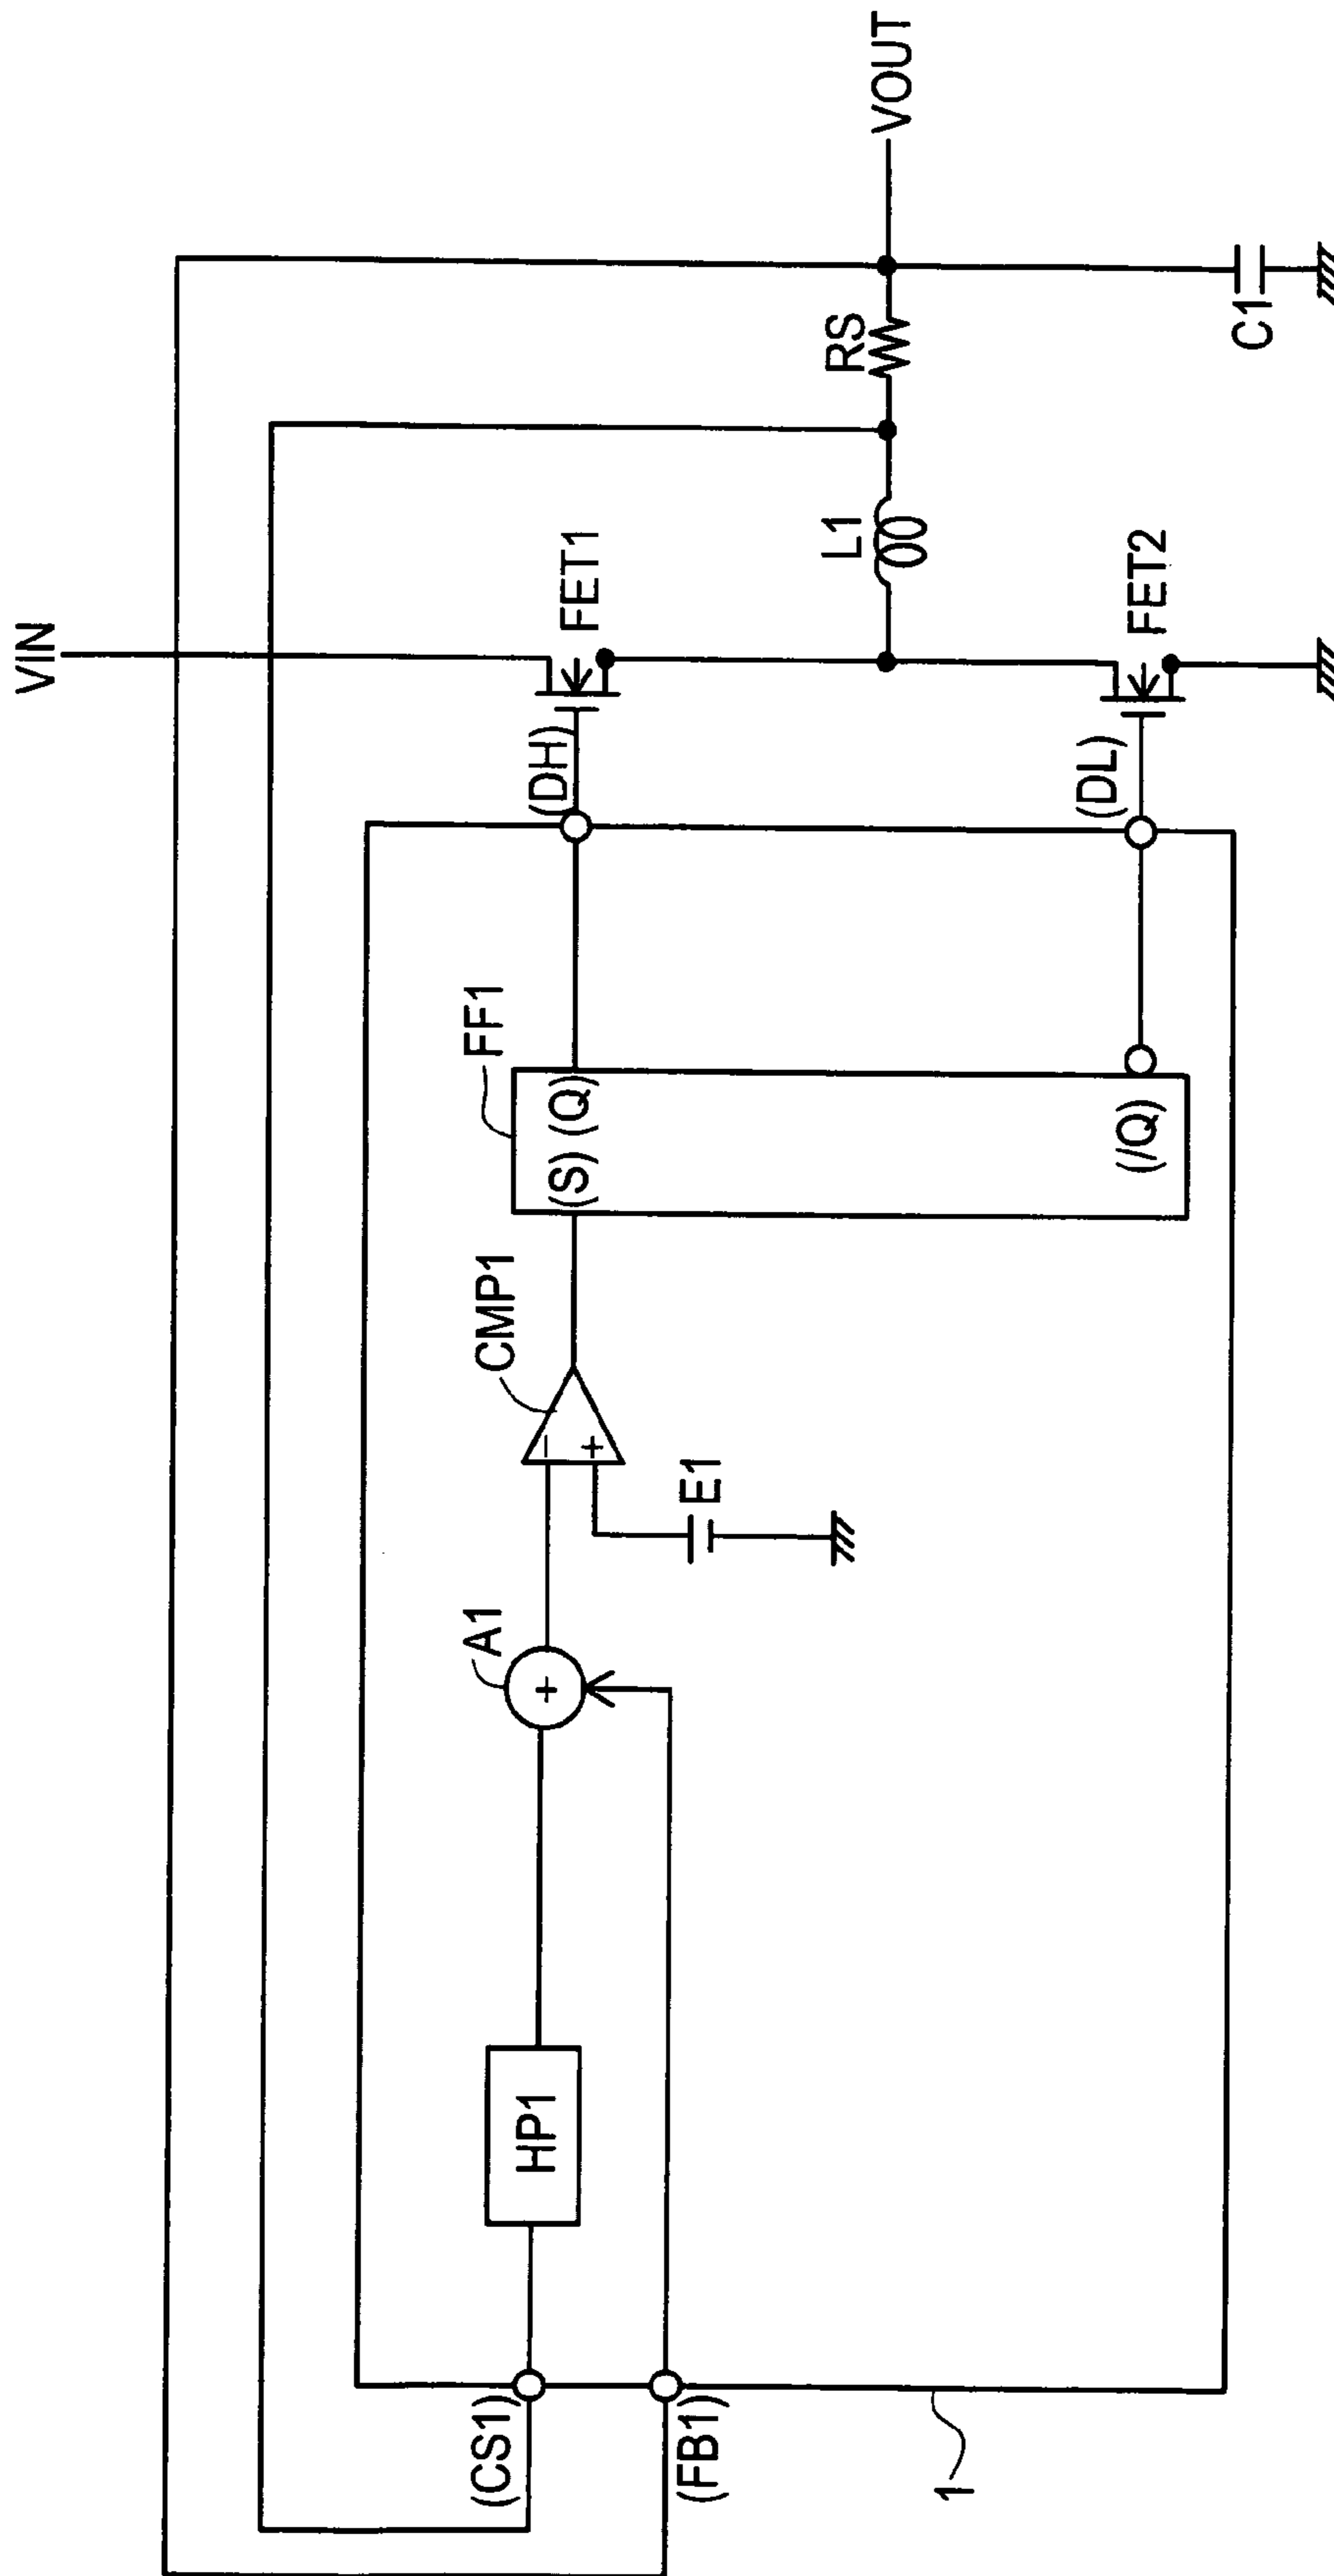 VIN
VOUT
FET1
L1
RS
(DH)
FF1
CMP1
A1
(S) (Q)
−
+
+
HP1
E1
(CS1)
(FB1)
(/Q)
(DL)
FET2
C1
1